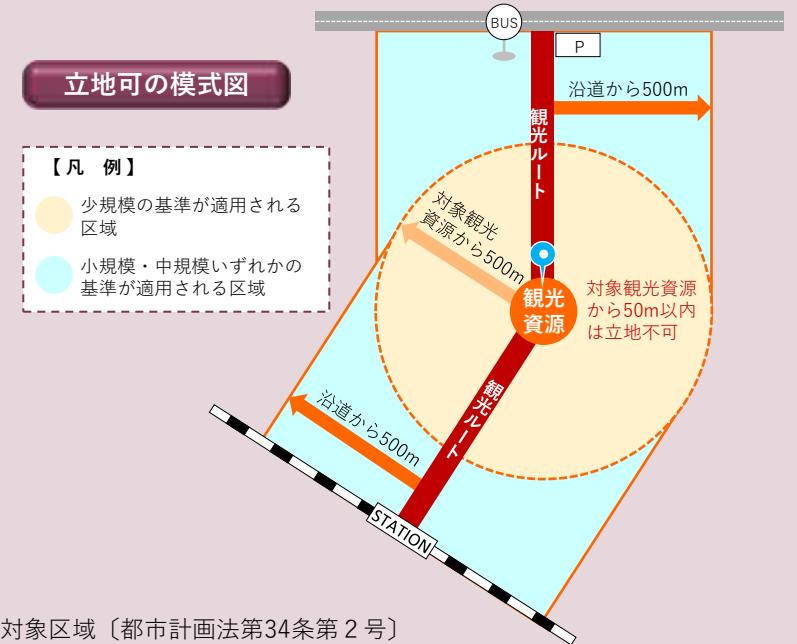 BUS
P
立地可の模式図
沿道から500m
観光ルート
【凡 例】
少規模の基準が適用される
区域
小規模・中規模いずれかの
基準が適用される区域
対象観光
資源から500m
観光
資源
対象観光資源
から50m以内
は立地不可
観光ルート
沿道から500m
STATION
対象区域〔都市計画法第34条第２号〕